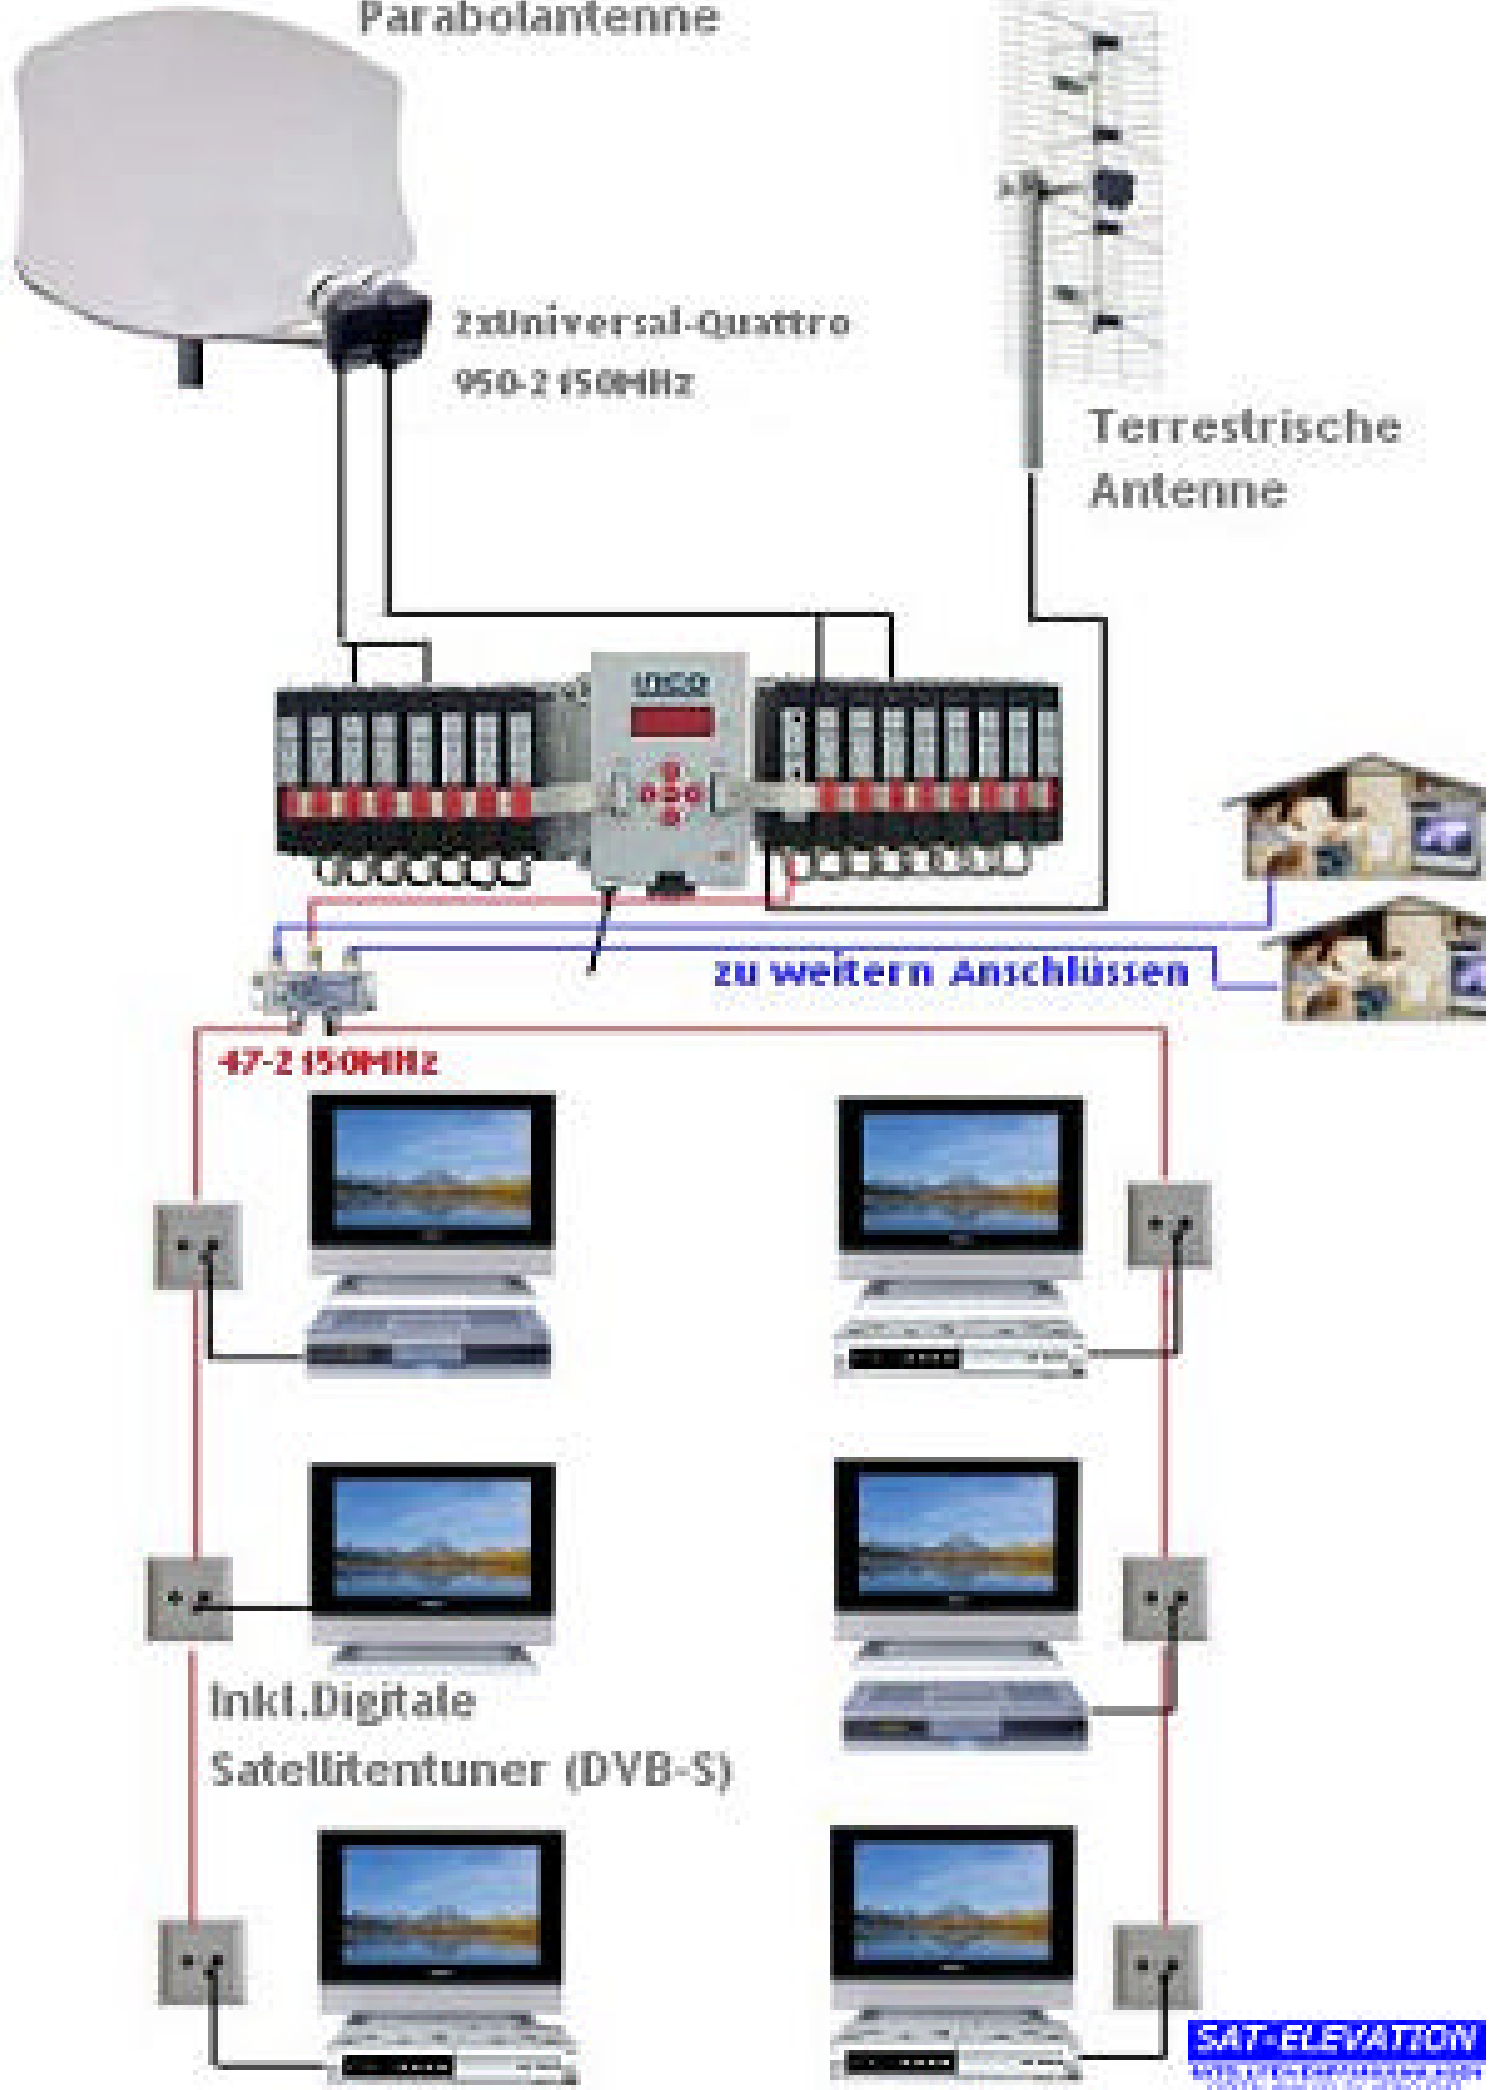 Parabolantenne
2xUniversal-Quattro
950-2150MHz
Terrestrische
Antenne
zu weitern Anschlüssen
47-2150MHz
Inkl.Digitale
Satellitentuner (DVB-S)
SAT-ELEVATION